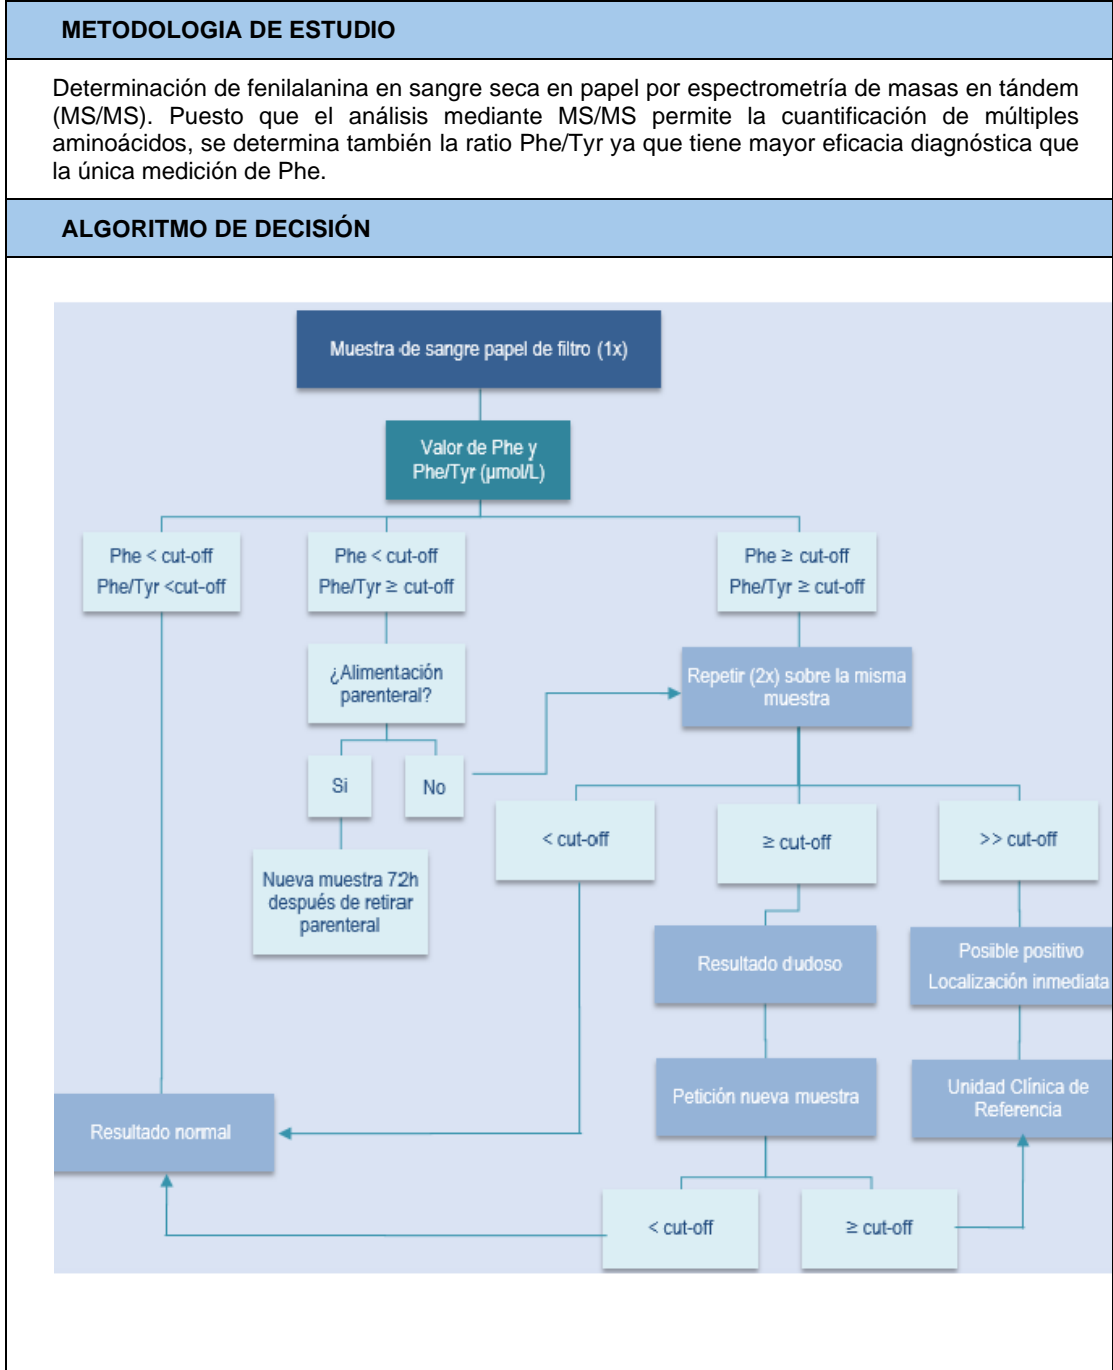 METODOLOGIA DE ESTUDIO
Determinación de fenilalanina en sangre seca en papel por espectrometría de masas en tándem
(MS/MS). Puesto que el análisis mediante MS/MS permite la cuantificación de múltiples
aminoácidos, se determina también la ratio Phe/Tyr ya que tiene mayor eficacia diagnóstica que
la única medición de Phe.
ALGORITMO DE DECISIÓN
Muestra de sangre papel de filtro (1x)
Valor de Phe y
Phe/Tyr (µmol/L)
Phe < cut-off
Phe/Tyr <cut-off
Phe < cut-off
Phe/Tyr ≥ cut-off
Phe ≥ cut-off
Phe/Tyr ≥ cut-off
¿Alimentación
parenteral?
Repetir (2x) sobre la misma
muestra
Si
No
< cut-off
≥ cut-off
>> cut-off
Nueva muestra 72h
después de retirar
parenteral
Resultado dudoso
Posible positivo
Localización inmediata
Petición nueva muestra
Unidad Clínica de
Referencia
Resultado normal
< cut-off
≥ cut-off